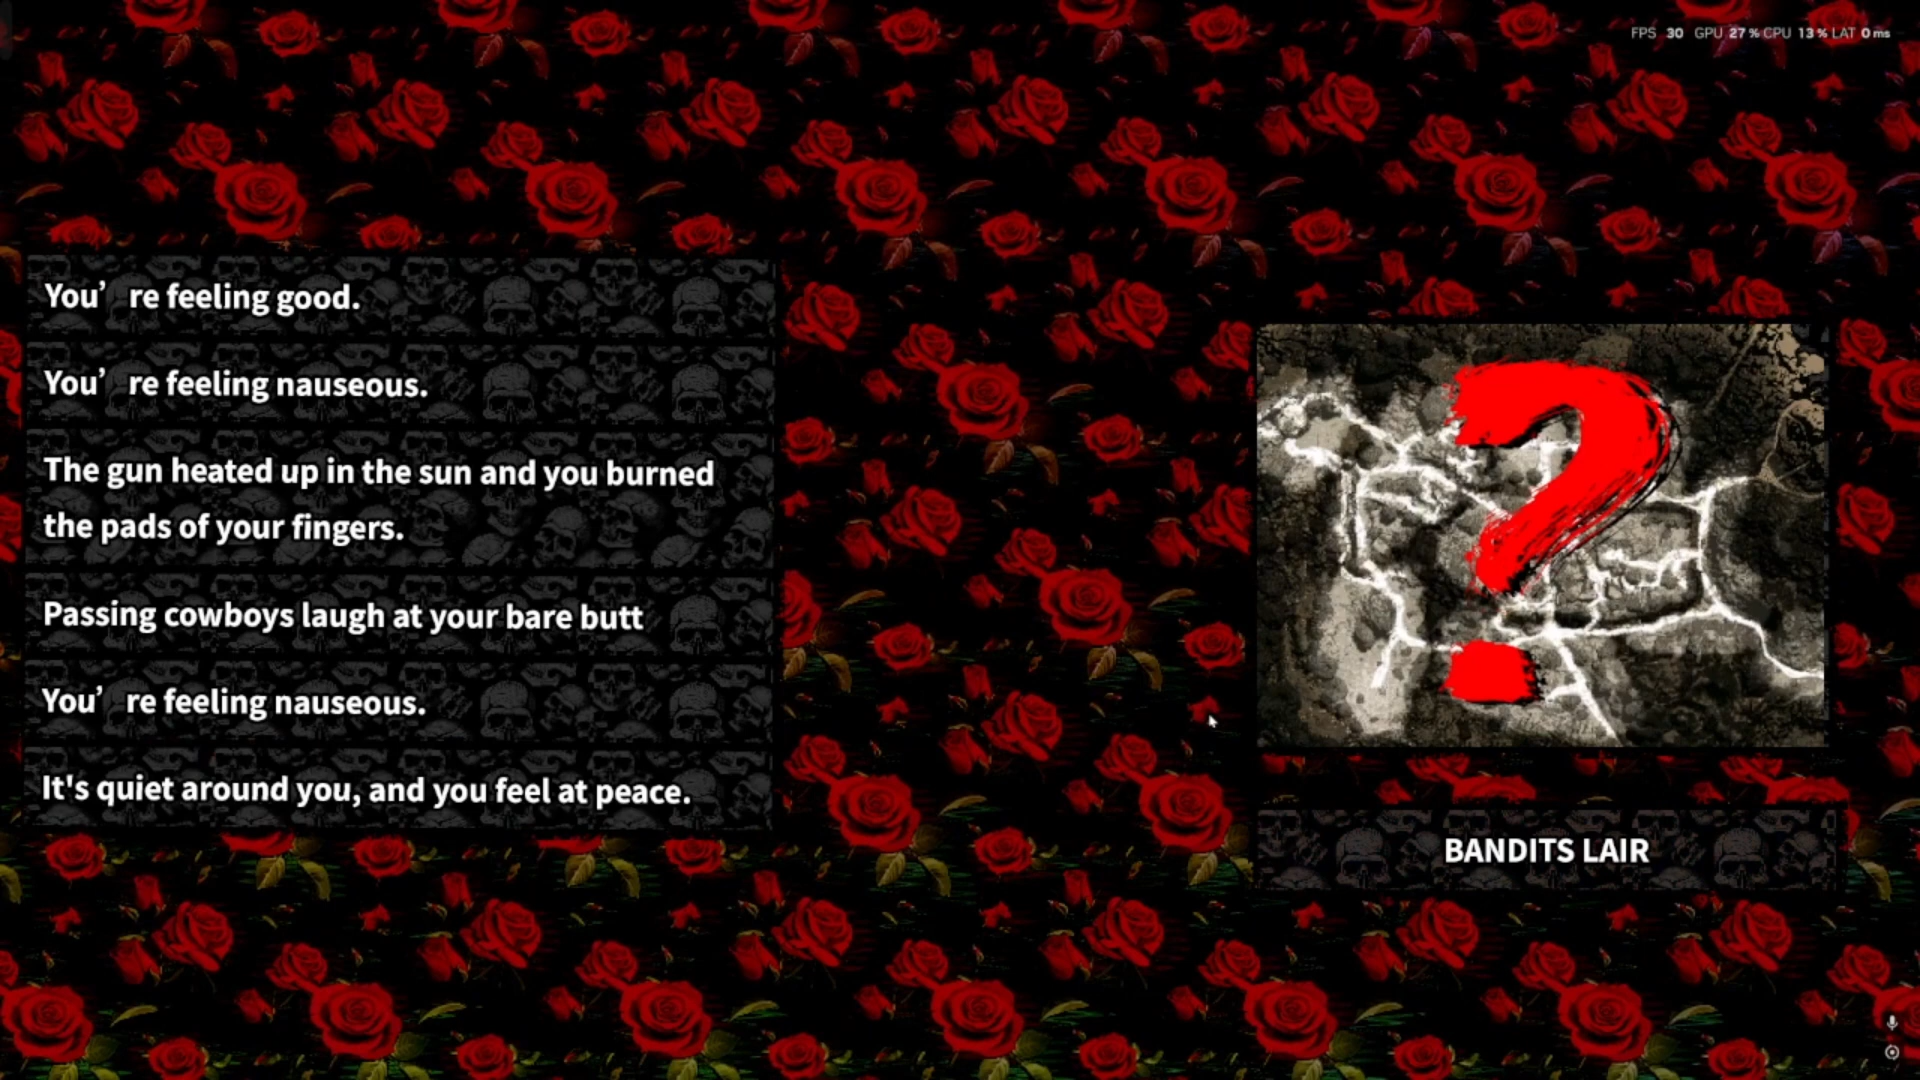 FPS 30 GPU 27 % CPU 13 % LAT 0 ms
You’ re feeling good.
You’ re feeling nauseous.
The gun heated up in the sun and you burned
the pads of your fingers.
Passing cowboys laugh at your bare butt
You’ re feeling nauseous.
It's quiet around you, and you feel at peace.
?
BANDITS LAIR